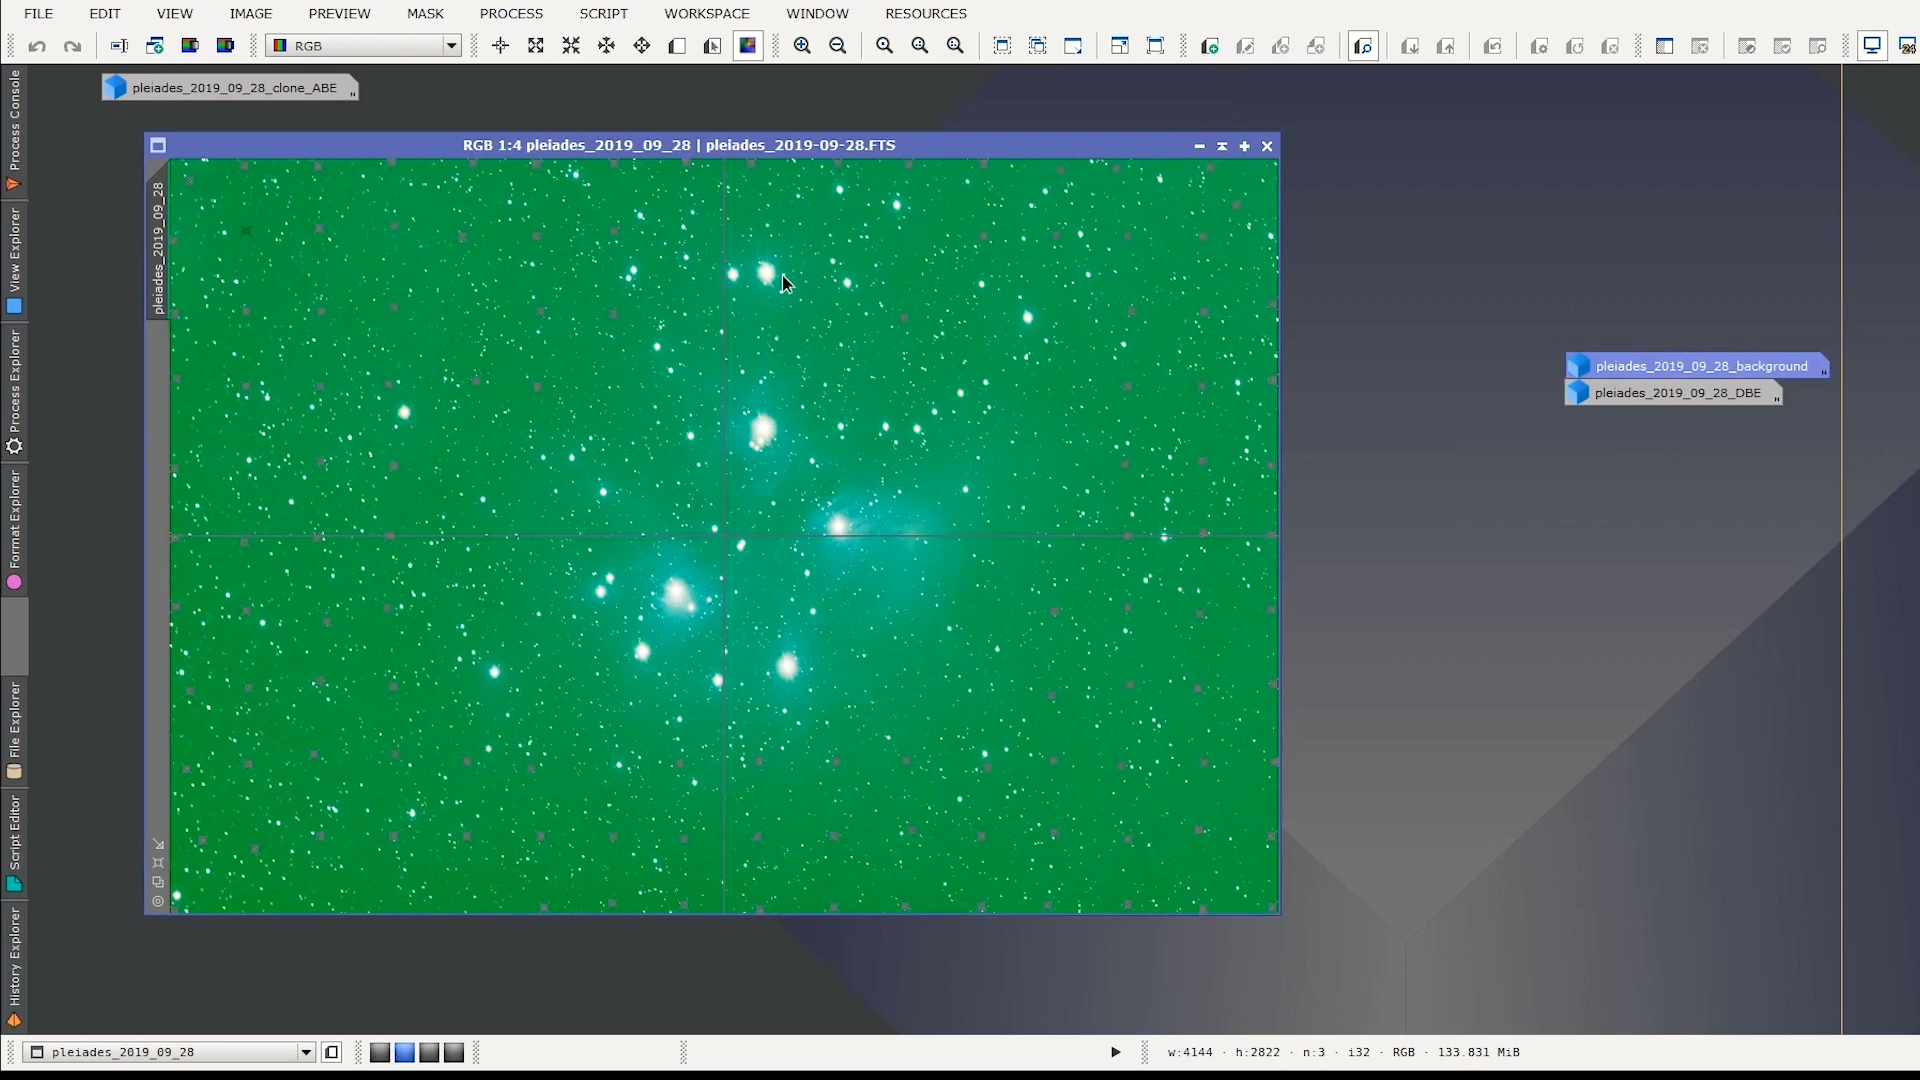 FILE EDIT VIEW IMAGE PREVIEW MASK PROCESS SCRIPT WORKSPACE WINDOW RESOURCES
RGB
24
pleiades_2019_09_28_clone_ABE
RGB 1:4 pleiades_2019_09_28 | pleiades_2019-09-28.FTS
pleiades_2019_09_28
Process Console
View Explorer
Process Explorer
Format Explorer
File Explorer
Script Editor
History Explorer
pleiades_2019_09_28_background
pleiades_2019_09_28_DBE
pleiades_2019_09_28
w:4144 · h:2822 · n:3 · i32 · RGB · 133.831 MiB